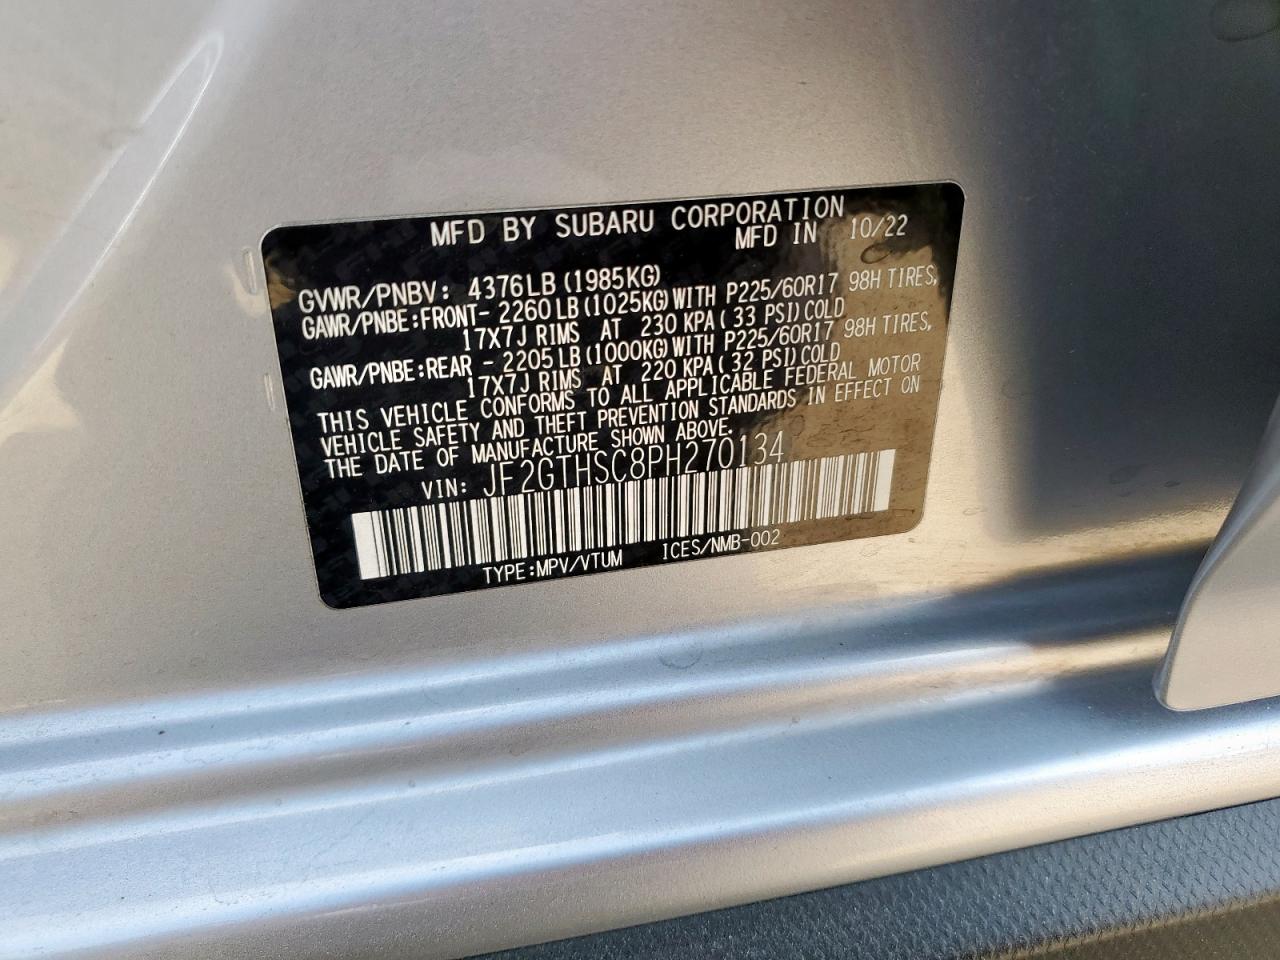 MFD BY SUBARU CORPORATION
MFD IN 10/22
GVWR/PNBV: 4376LB (1985KG)
GAWR/PNBE:FRONT- 2260LB (1025KG) WITH P225/60R17 98H TIRES,
17X7J RIMS AT 230 KPA (33 PSI) COLD
GAWR/PNBE:REAR - 2205LB (1000KG) WITH P225/60R17 98H TIRES,
17X7J RIMS AT 220 KPA (32 PSI) COLD
THIS VEHICLE CONFORMS TO ALL APPLICABLE FEDERAL MOTOR
VEHICLE SAFETY AND THEFT PREVENTION STANDARDS IN EFFECT ON
THE DATE OF MANUFACTURE SHOWN ABOVE.
VIN: JF2GTHSC8PH270134
TYPE:MPV/VTUM ICES/NMB-002